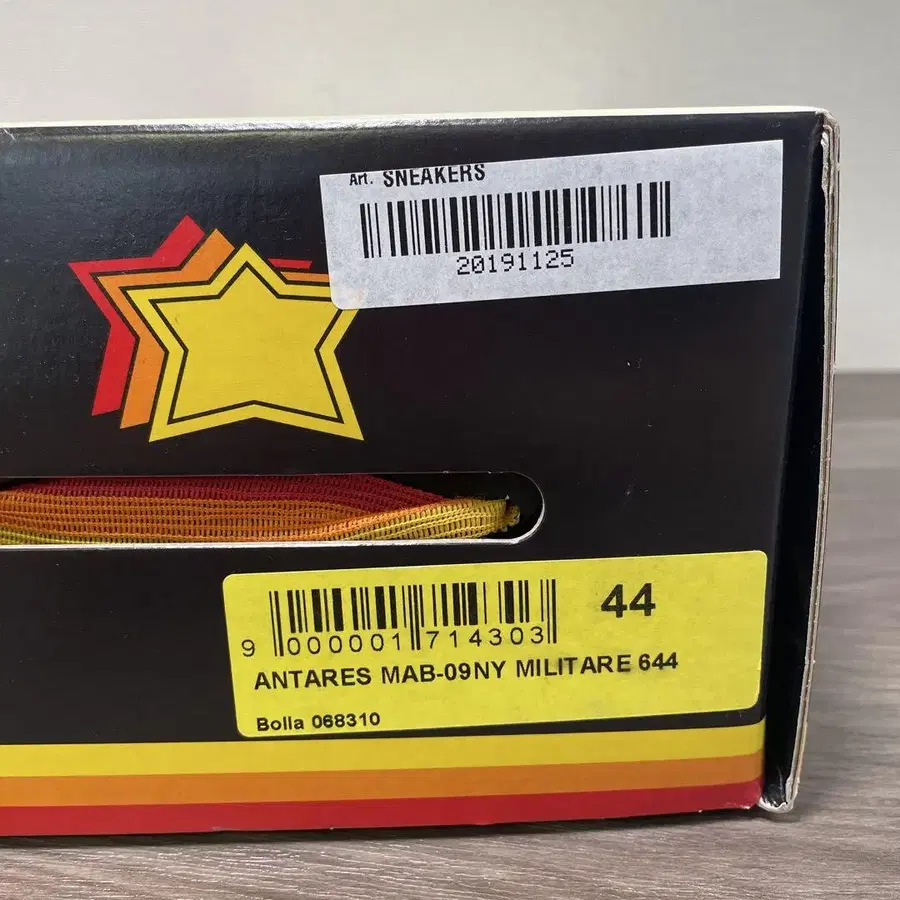 Art. SNEAKERS
20191125
44
9 000001 714303
ANTARES MAB-09NY MILITARE 644
Bolla 068310